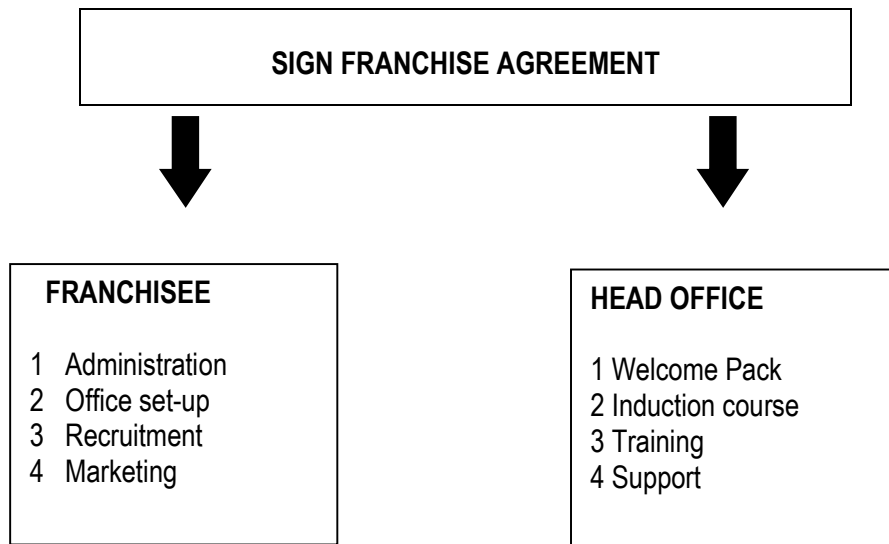 SIGN FRANCHISE AGREEMENT
FRANCHISEE
1 Administration
2 Office set-up
3 Recruitment
4 Marketing
HEAD OFFICE
1 Welcome Pack
2 Induction course
3 Training
4 Support